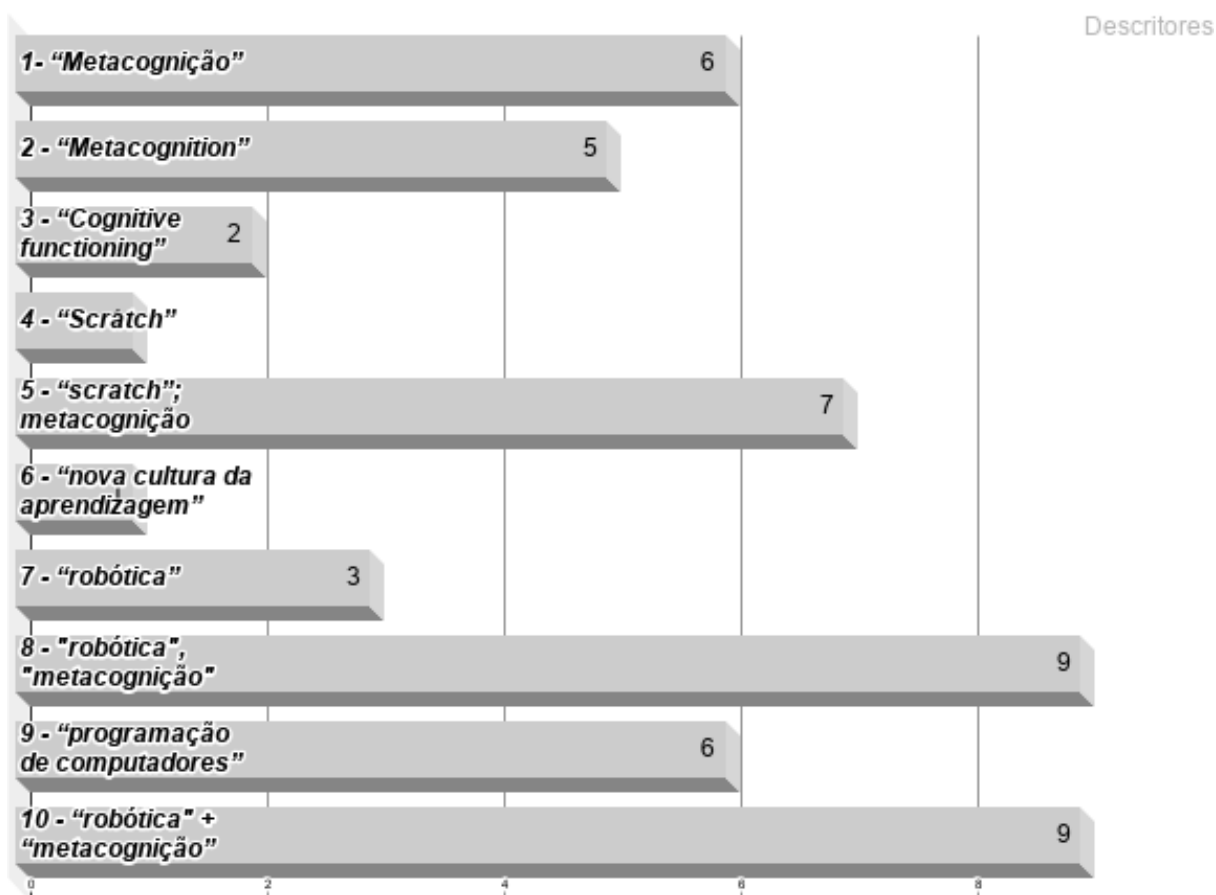 Descritores
1- “Metacognição”
6
2 - “Metacognition”
5
3 - “Cognitive
functioning”
2
4 - “Scratch”
5 - “scratch”;
metacognição
7
6 - “nova cultura da
aprendizagem”
7 - “robótica”
3
8 - "robótica",
"metacognição"
9
9 - “programação
de computadores”
6
10 - “robótica" +
“metacognição”
9
0 2 4 6 8